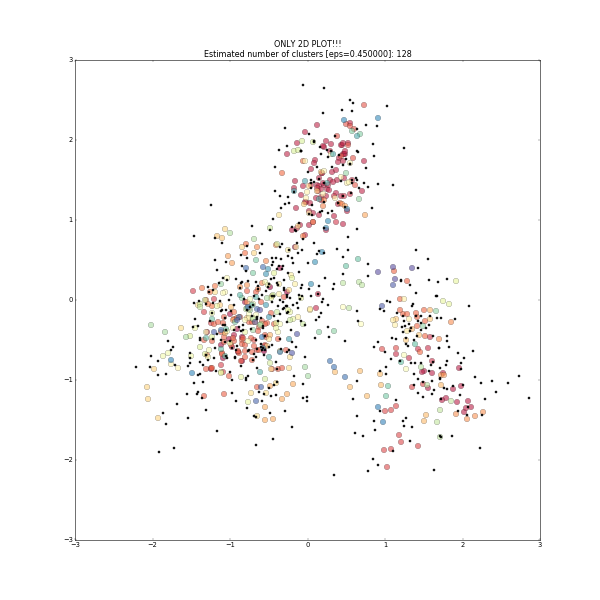 ONLY 2D PLOT!!!
Estimated number of clusters [eps=0.450000]: 128
3
2
1
0
−1
−2
−3
−3 −2 −1 0 1 2 3